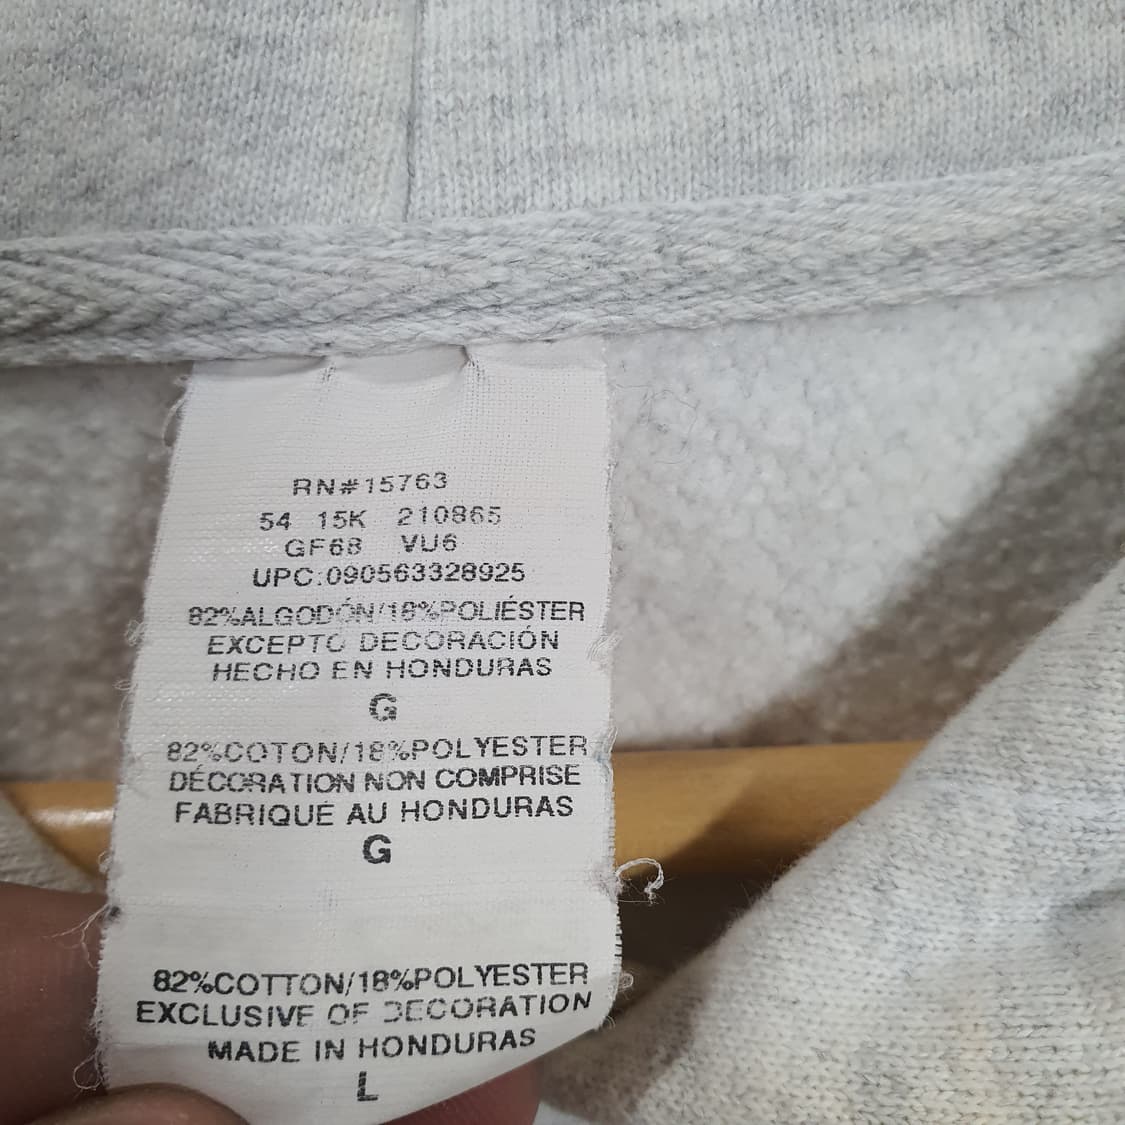 RN#15763
54 15K 210865
GF68 VU6
UPC:090563328925
82%ALGODÓN/18%POLIÉSTER
EXCEPTO DECORACIÓN
HECHO EN HONDURAS
G
82%COTON/18%POLYESTER
DÉCORATION NON COMPRISE
FABRIQUÉ AU HONDURAS
G
82%COTTON/18%POLYESTER
EXCLUSIVE OF DECORATION
MADE IN HONDURAS
L